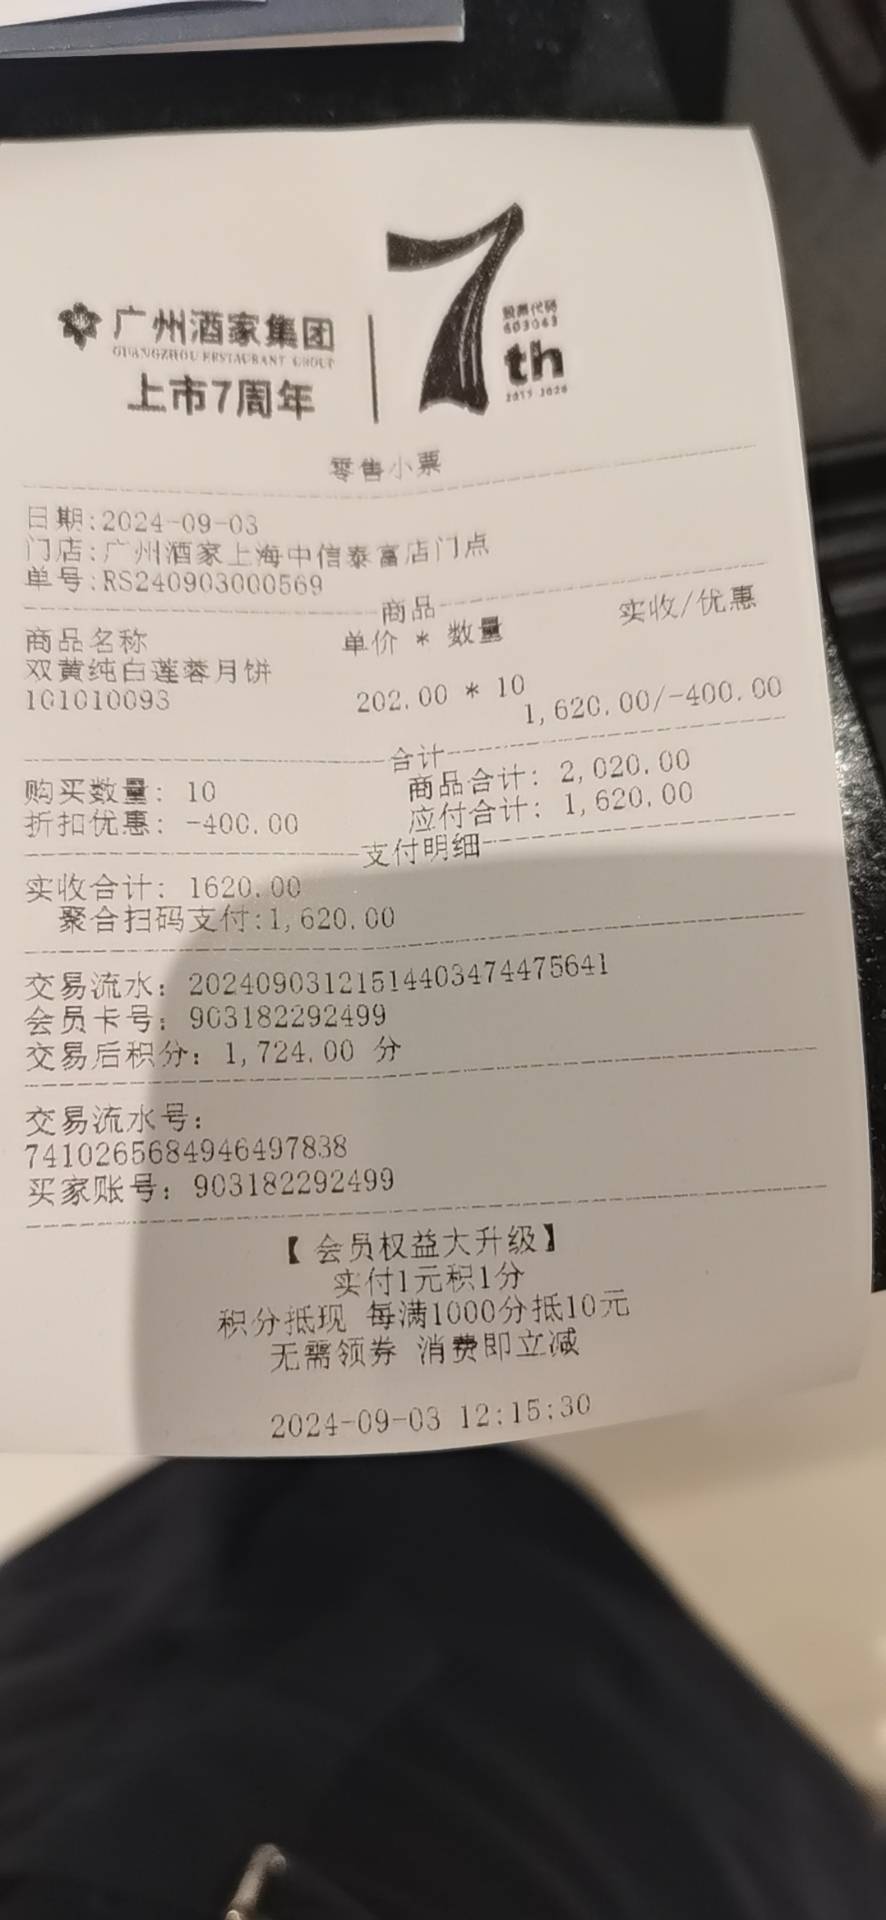 广州酒家集团
GUANGZHOU RESTAURANT GROUP
上市7周年
7th
股票代码
603043
零售小票
日期:2024-09-03
门店:广州酒家上海中信泰富店门点
单号:RS240903000569
商品
商品名称 单价 * 数量 实收/优惠
双黄纯白莲蓉月饼
101010093 202.00 * 10
1,620.00/-400.00
合计
购买数量: 10 商品合计: 2,020.00
折扣优惠: -400.00 应付合计: 1,620.00
支付明细
实收合计: 1620.00
聚合扫码支付:1,620.00
交易流水: 2024090312151440347447564​1
会员卡号: 903182292499
交易后积分: 1,724.00 分
交易流水号:
7410265684946497838
买家账号: 903182292499
【会员权益大升级】
实付1元积1分
积分抵现 每满1000分抵10元
无需领券 消费即立减
2024-09-03 12:15:30